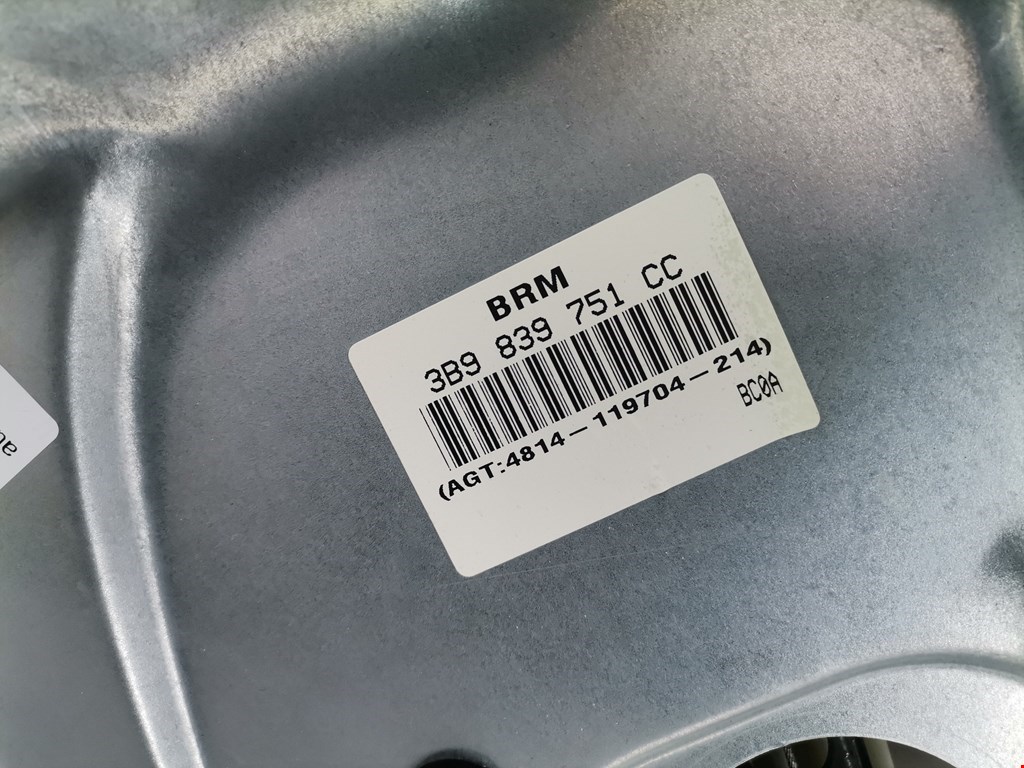 BRM
3B9 839 751 CC
(AGT:4814-119704-214)
BC0A